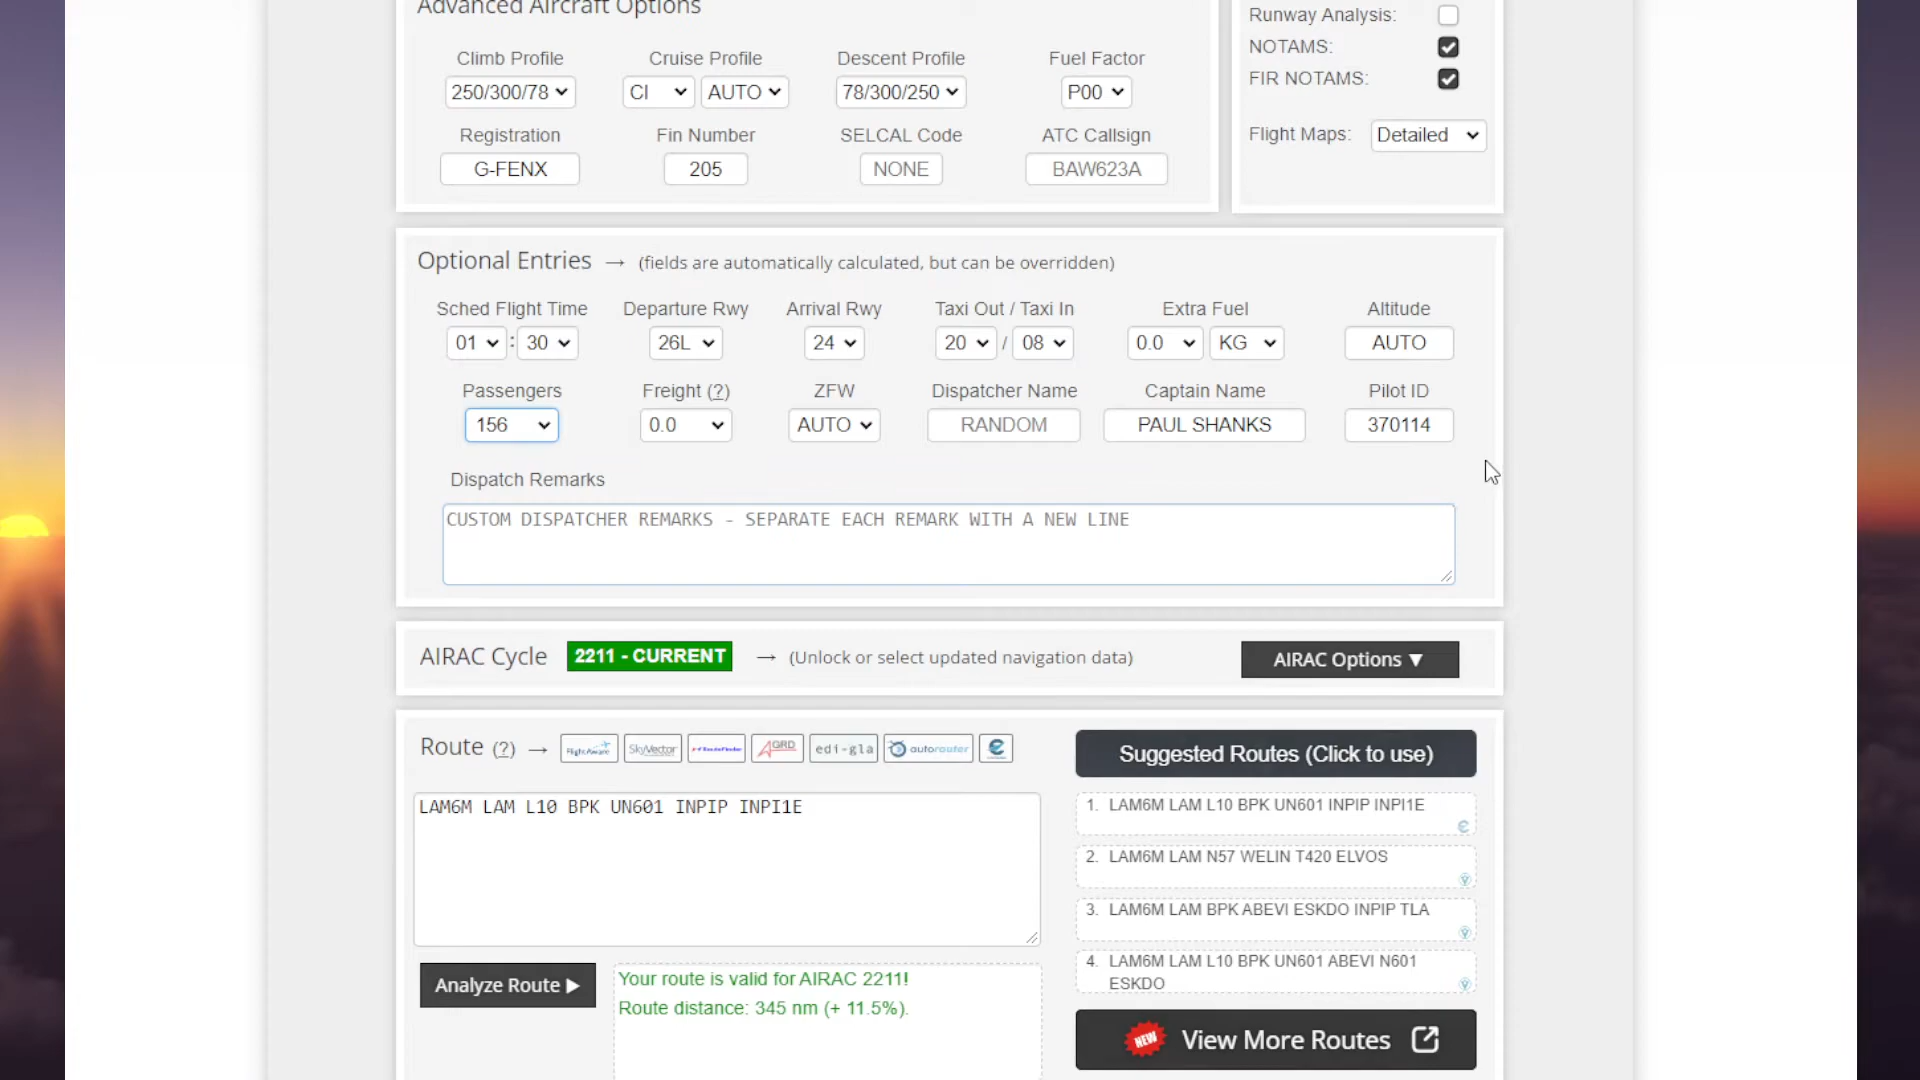 Advanced Aircraft Options
Climb Profile
Cruise Profile
Descent Profile
Fuel Factor
250/300/78
CI
AUTO
78/300/250
P00
Registration
Fin Number
SELCAL Code
ATC Callsign
G-FENX
205
NONE
BAW623A
Runway Analysis:
NOTAMS:
FIR NOTAMS:
Flight Maps: Detailed
Optional Entries → (fields are automatically calculated, but can be overridden)
Sched Flight Time
Departure Rwy
Arrival Rwy
Taxi Out / Taxi In
Extra Fuel
Altitude
01 : 30
26L
24
20 / 08
0.0 KG
AUTO
Passengers
Freight (?)
ZFW
Dispatcher Name
Captain Name
Pilot ID
156
0.0
AUTO
RANDOM
PAUL SHANKS
370114
Dispatch Remarks
CUSTOM DISPATCHER REMARKS - SEPARATE EACH REMARK WITH A NEW LINE
AIRAC Cycle 2211 - CURRENT → (Unlock or select updated navigation data)
AIRAC Options ▼
Route (?) → FlightAware SkyVector RouteFinder GRD edi-gla autorouter
LAM6M LAM L10 BPK UN601 INPIP INPI1E
Analyze Route ▶
Your route is valid for AIRAC 2211!
Route distance: 345 nm (+ 11.5%).
Suggested Routes (Click to use)
1. LAM6M LAM L10 BPK UN601 INPIP INPI1E
2. LAM6M LAM N57 WELIN T420 ELVOS
3. LAM6M LAM BPK ABEVI ESKDO INPIP TLA
4. LAM6M LAM L10 BPK UN601 ABEVI N601
ESKDO
NEW View More Routes